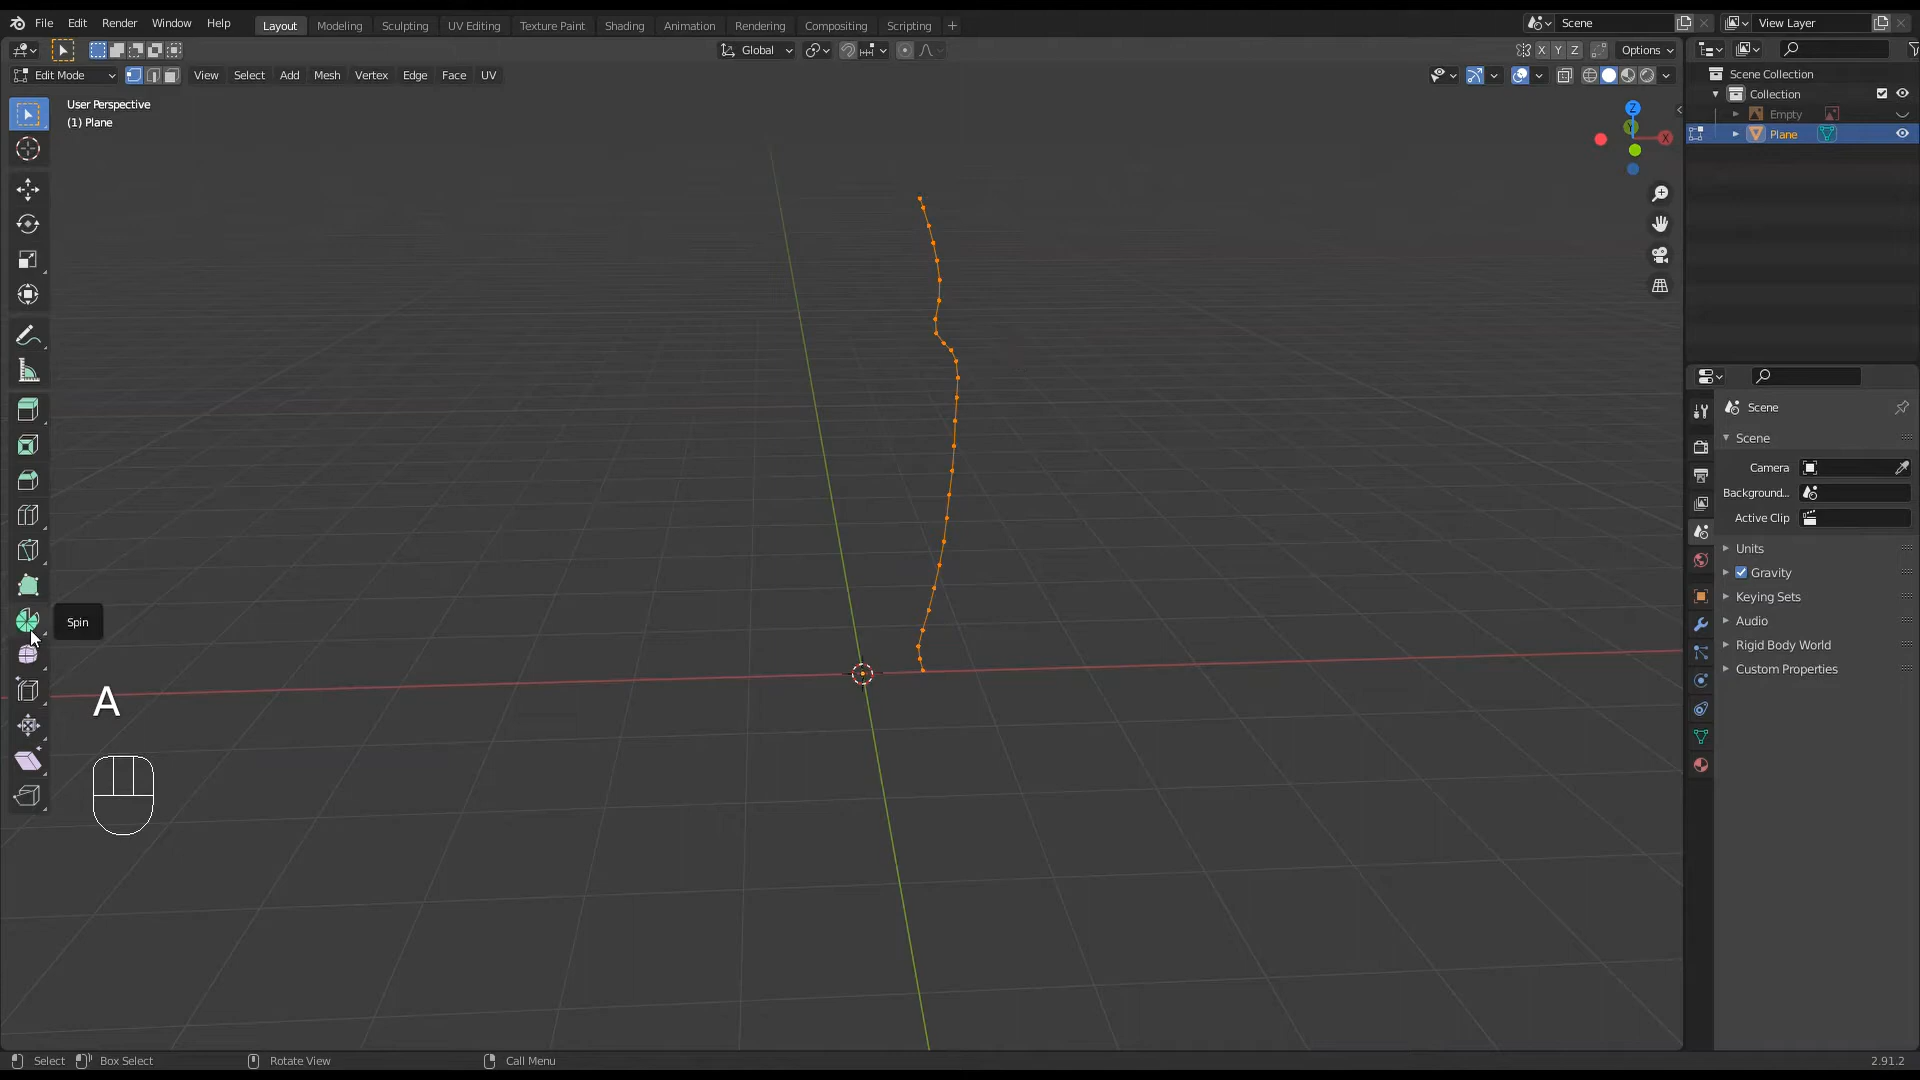 File Edit Render Window Help
Layout Modeling Sculpting UV Editing Texture Paint Shading Animation Rendering Compositing Scripting +
Scene
View Layer
Global
X Y Z
Options
Edit Mode
View Select Add Mesh Vertex Edge Face UV
User Perspective
(1) Plane
Z
Y
X
Scene Collection
Collection
Empty
Plane
Scene
Scene
Camera
Background...
Active Clip
Units
Gravity
Keying Sets
Audio
Rigid Body World
Custom Properties
Spin
A
Select Box Select Rotate View Call Menu 2.91.2